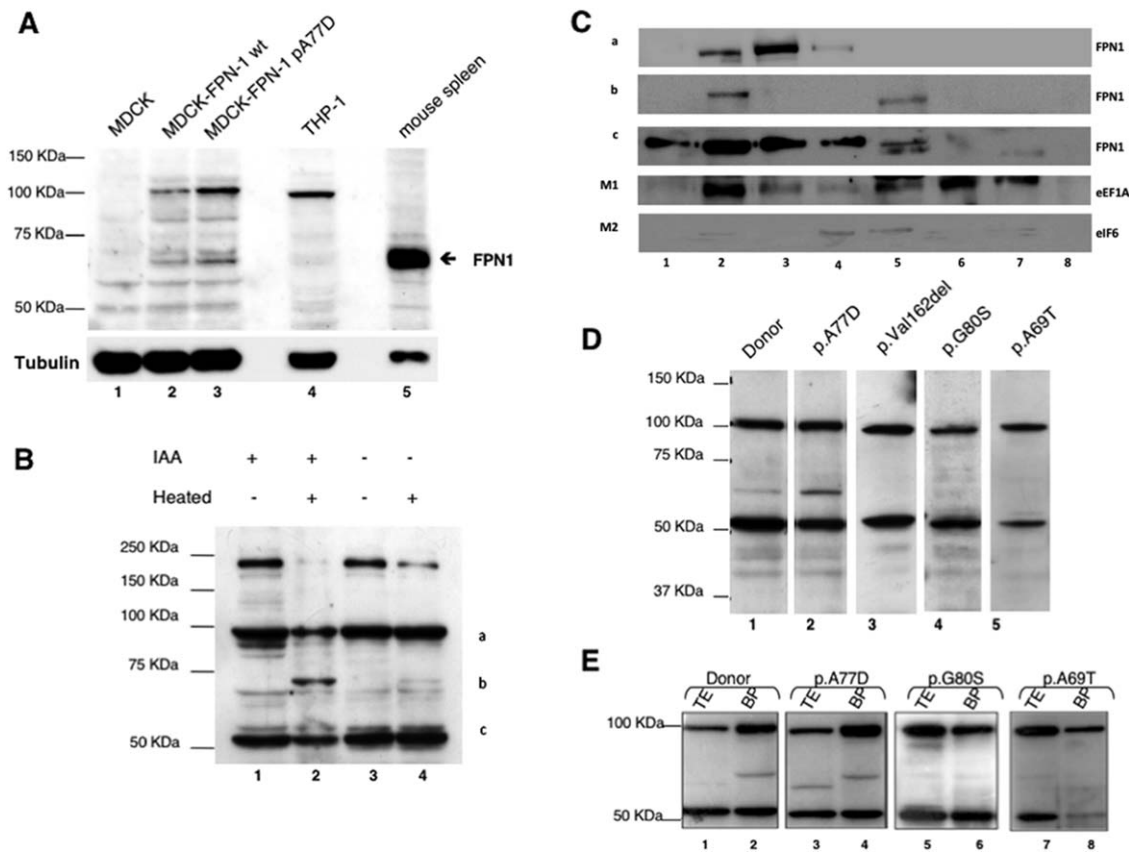 A
MDCK
MDCK-FPN-1 wt
MDCK-FPN-1 pA77D
THP-1
mouse spleen
150 KDa
100 KDa
75 KDa
50 KDa
← FPN1
Tubulin
1 2 3 4 5
B
IAA + + - -
Heated - + - +
250 KDa
150 KDa
100 KDa
75 KDa
50 KDa
a
b
c
1 2 3 4
C
a FPN1
b FPN1
c FPN1
M1 eEF1A
M2 eIF6
1 2 3 4 5 6 7 8
D
Donor
p.A77D
p.Val162del
p.G80S
p.A69T
150 KDa
100 KDa
75 KDa
50 KDa
37 KDa
1 2 3 4 5
E
Donor p.A77D p.G80S p.A69T
TE BP TE BP TE BP TE BP
100 KDa
50 KDa
1 2 3 4 5 6 7 8